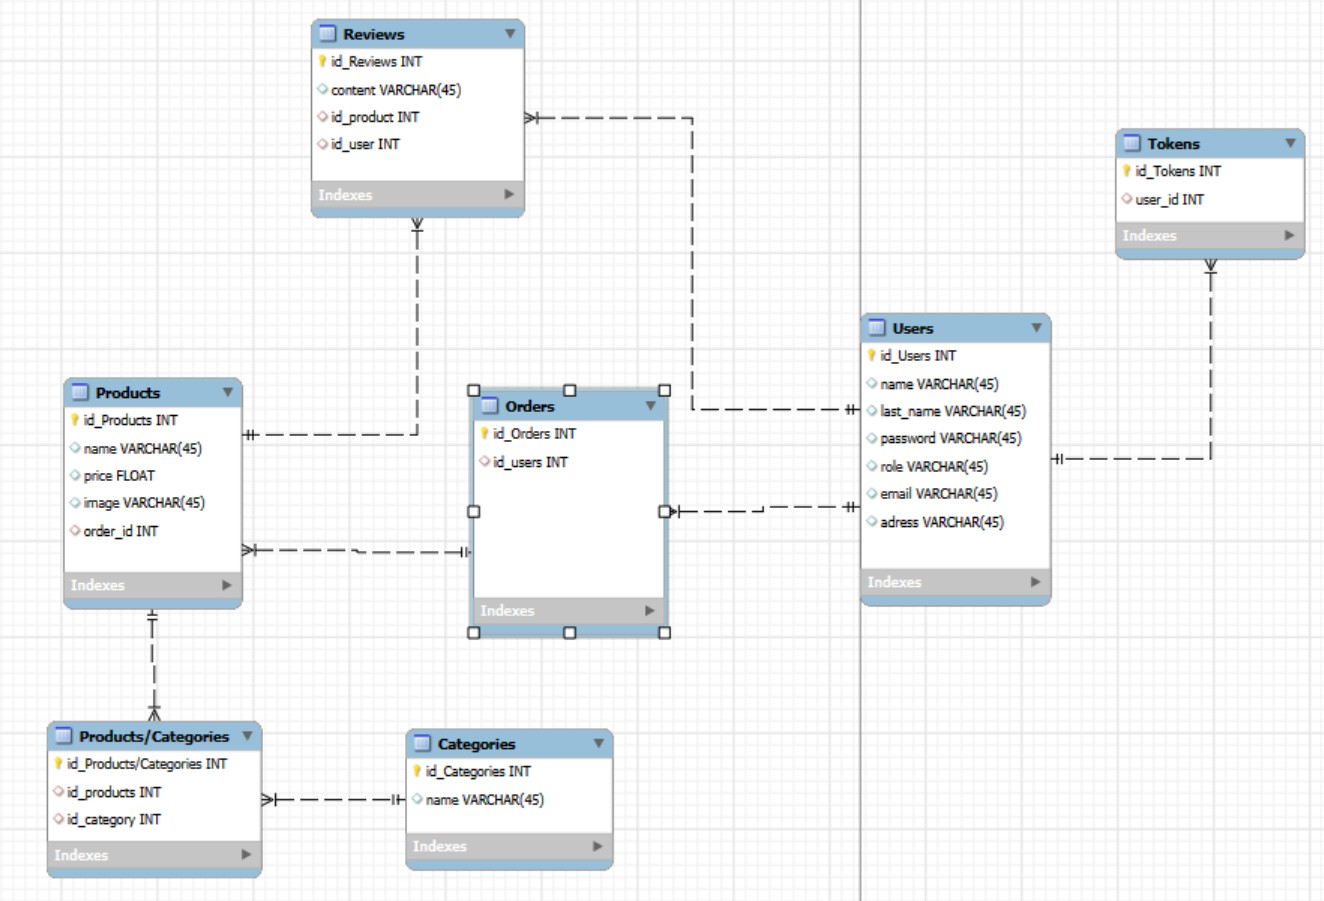 Reviews
id_Reviews INT
content VARCHAR(45)
id_product INT
id_user INT
Indexes
Tokens
id_Tokens INT
user_id INT
Indexes
Users
id_Users INT
name VARCHAR(45)
last_name VARCHAR(45)
password VARCHAR(45)
role VARCHAR(45)
email VARCHAR(45)
adress VARCHAR(45)
Indexes
Products
id_Products INT
name VARCHAR(45)
price FLOAT
image VARCHAR(45)
order_id INT
Indexes
Orders
id_Orders INT
id_users INT
Indexes
Products/Categories
id_Products/Categories INT
id_products INT
id_category INT
Indexes
Categories
id_Categories INT
name VARCHAR(45)
Indexes